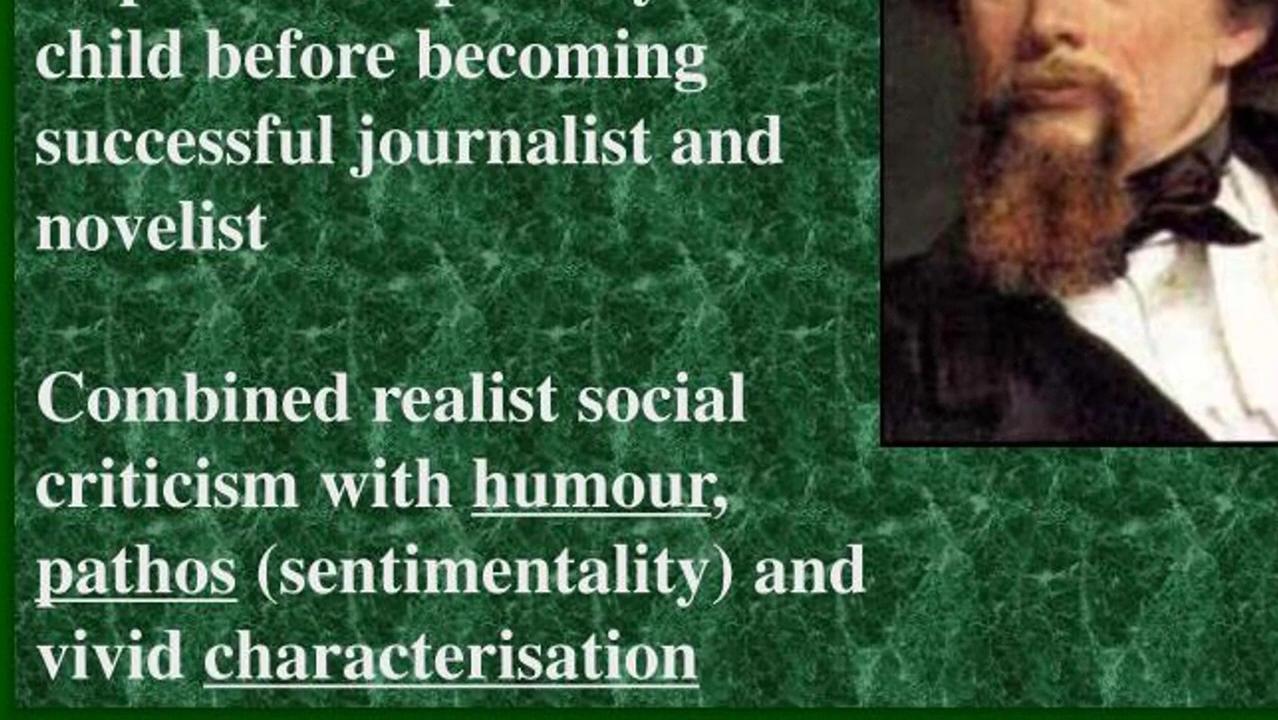 child before becoming
successful journalist and
novelist
Combined realist social
criticism with humour,
pathos (sentimentality) and
vivid characterisation